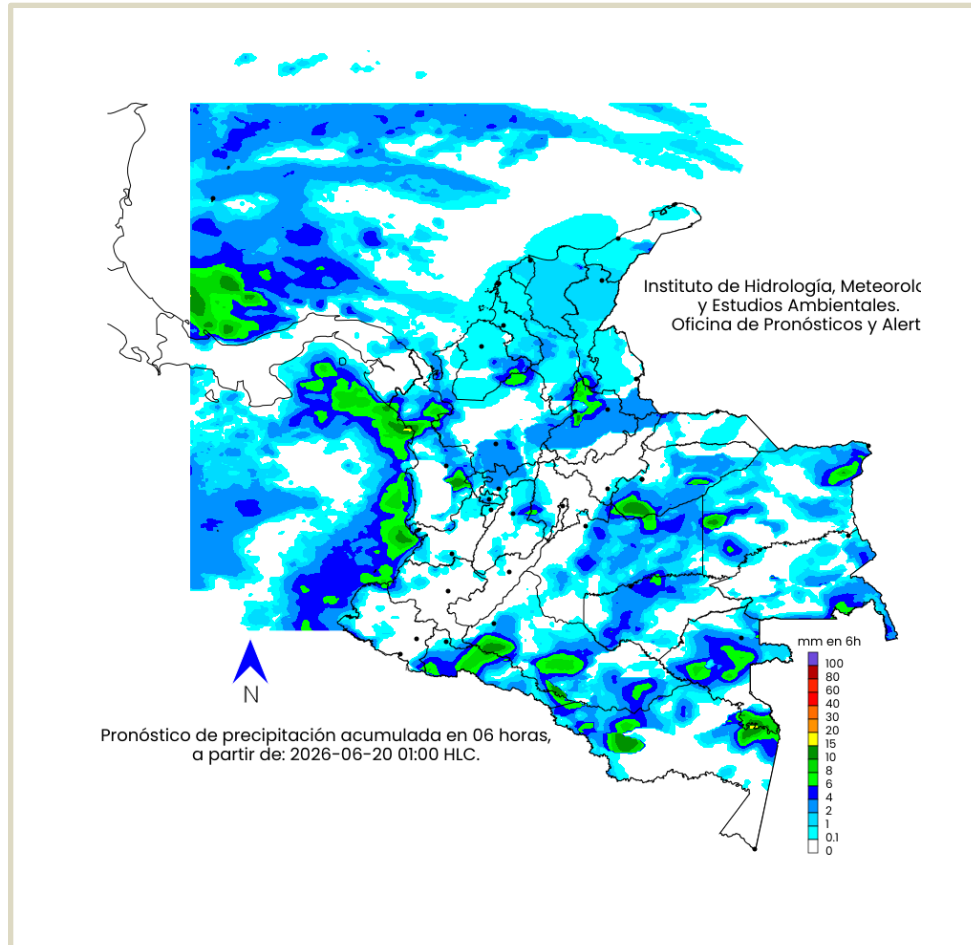 Instituto de Hidrología, Meteorolo
y Estudios Ambientales.
Oficina de Pronósticos y Alert
mm en 6h
100
80
60
40
30
20
15
10
8
6
4
2
1
0.1
0
N
Pronóstico de precipitación acumulada en 06 horas,
a partir de: 2026-06-20 01:00 HLC.